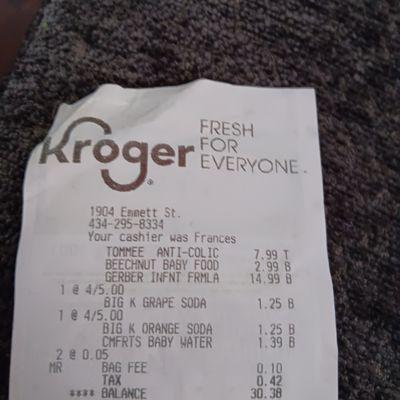 Kroger
FRESH
FOR
EVERYONE.
1904 Emmett St.
434-295-8334
Your cashier was Frances
TOMMEE ANTI-COLIC 7.99 T
BEECHNUT BABY FOOD 2.99 B
GERBER INFNT FRMLA 14.99 B
1 @ 4/5.00
BIG K GRAPE SODA 1.25 B
1 @ 4/5.00
BIG K ORANGE SODA 1.25 B
CMFRTS BABY WATER 1.39 B
2 @ 0.05
MR BAG FEE 0.10
TAX 0.42
**** BALANCE 30.38